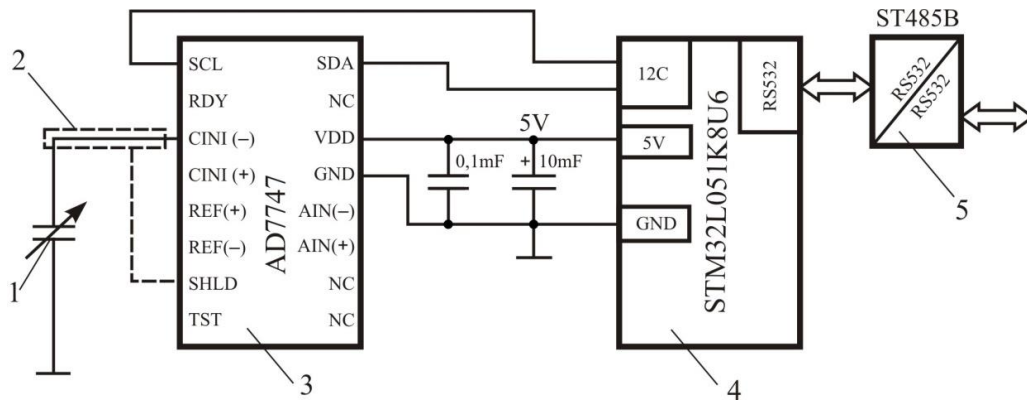 ST485B
2
SCL
RDY
CINI (–)
CINI (+)
REF(+)
REF(–)
SHLD
TST
SDA
NC
VDD
GND
AIN(–)
AIN(+)
NC
NC
AD7747
5V
0,1mF
+ 10mF
12C
5V
GND
RS532
STM32L051K8U6
RS532
RS532
1
3
4
5